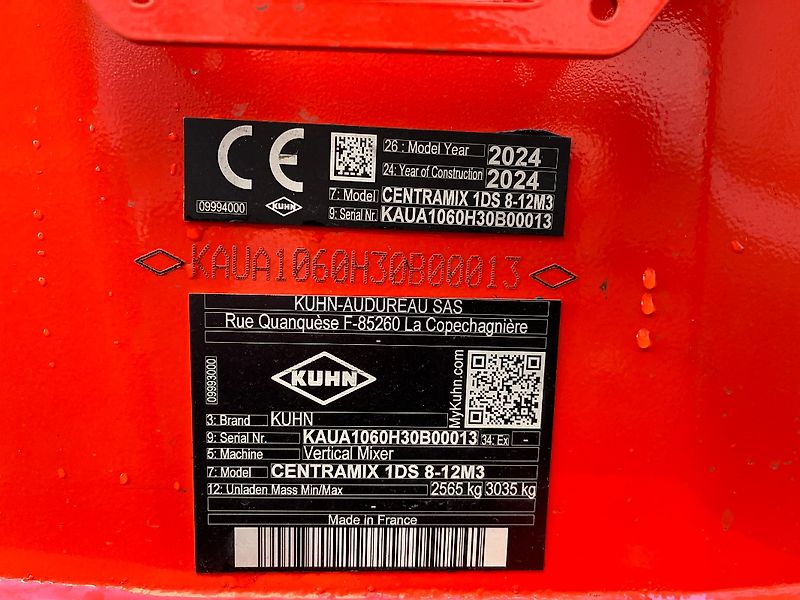 CE
09994000
KUHN
26: Model Year 2024
24: Year of Construction 2024
7: Model CENTRAMIX 1DS 8-12M3
9: Serial Nr. KAUA1060H30B00013
KAUA1060H30B00013
KUHN-AUDUREAU SAS
Rue Quanquèse F-85260 La Copechagnière
-
09993000
KUHN
MyKuhn.com
3: Brand KUHN
9: Serial Nr. KAUA1060H30B00013 34: Ex -
5: Machine Vertical Mixer
7: Model CENTRAMIX 1DS 8-12M3
12: Unladen Mass Min/Max 2565 kg 3035 kg
Made in France